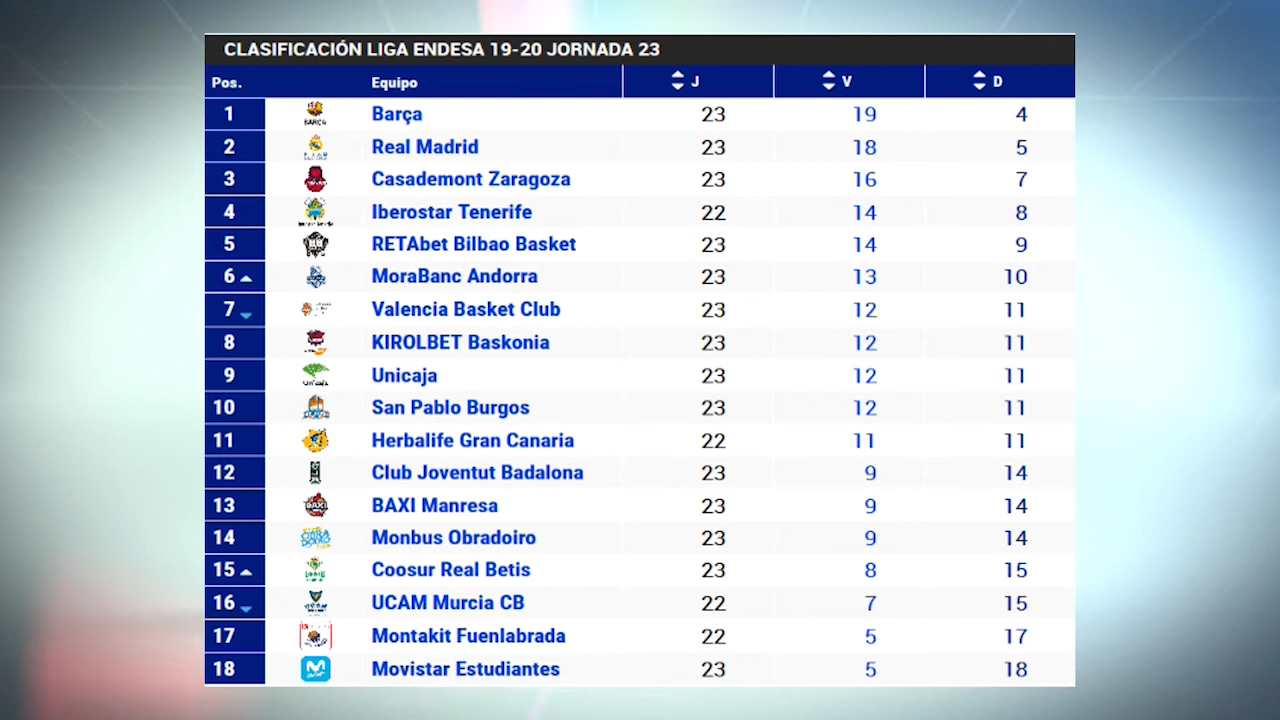 CLASIFICACIÓN LIGA ENDESA 19-20 JORNADA 23
Pos. Equipo J V D
1 BARÇA Barça 23 19 4
2 Real Madrid 23 18 5
3 Casademont Zaragoza 23 16 7
4 Iberostar Tenerife 22 14 8
5 RETAbet Bilbao Basket 23 14 9
6 MoraBanc Andorra 23 13 10
7 Valencia Basket Club 23 12 11
8 KIROLBET Baskonia 23 12 11
9 Unicaja 23 12 11
10 San Pablo Burgos 23 12 11
11 Herbalife Gran Canaria 22 11 11
12 Club Joventut Badalona 23 9 14
13 BAXI BAXI Manresa 23 9 14
14 Monbus Obradoiro 23 9 14
15 Coosur Real Betis 23 8 15
16 UCAM Murcia CB 22 7 15
17 Montakit Fuenlabrada 22 5 17
18 Movistar Estudiantes 23 5 18